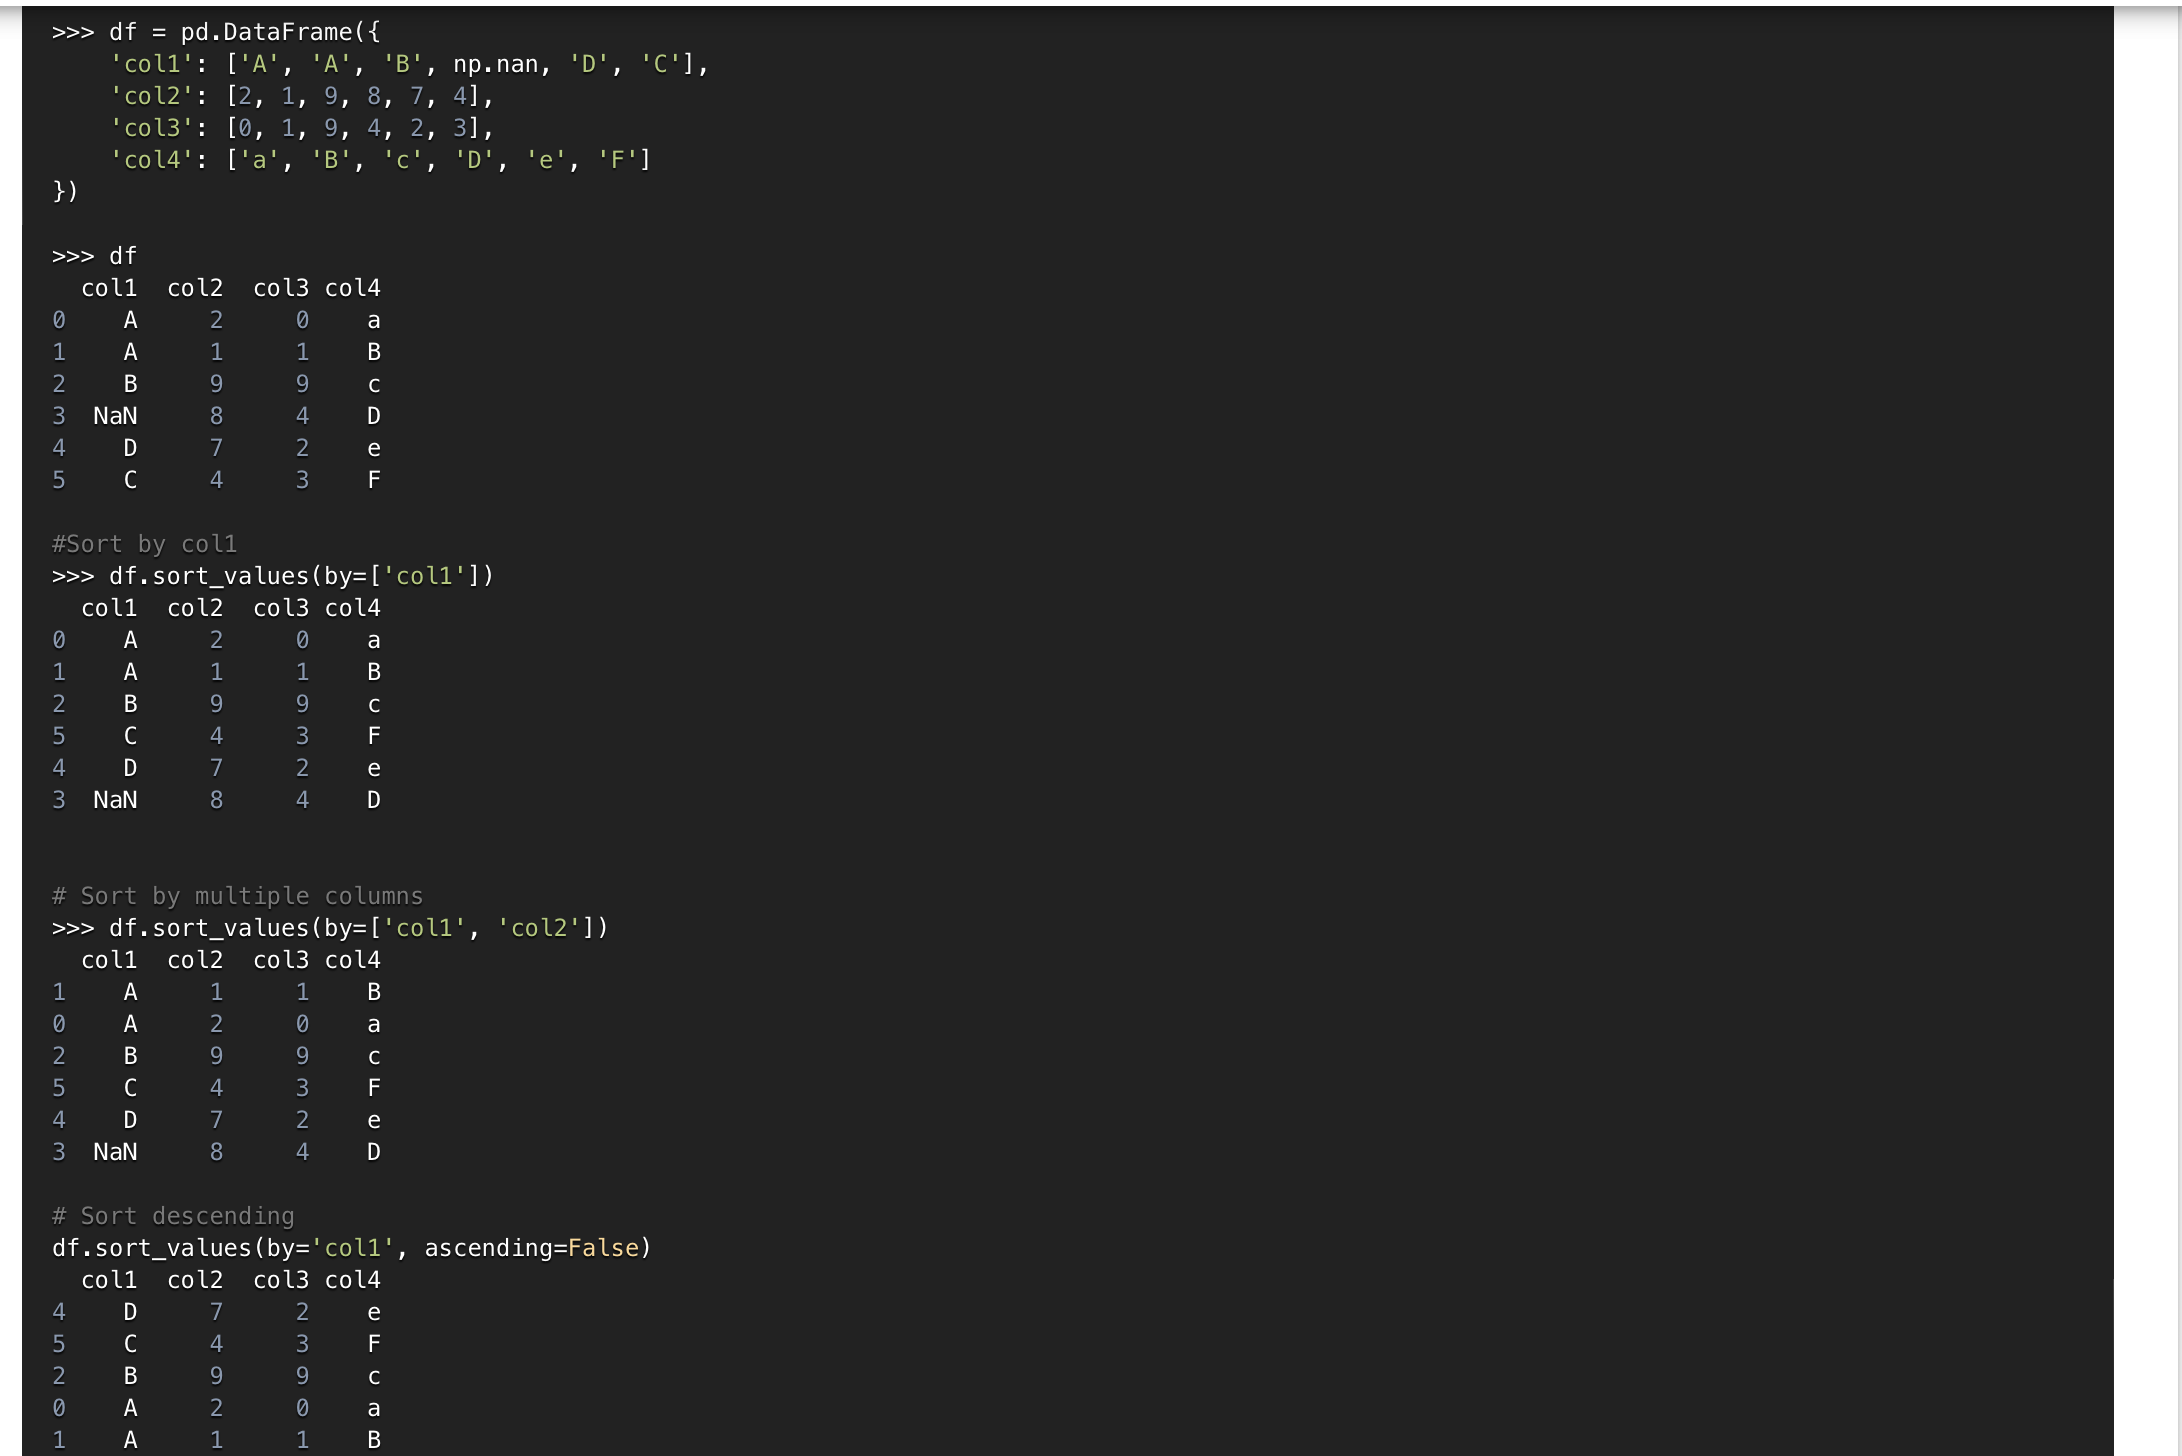 >>> df = pd.DataFrame({
    'col1': ['A', 'A', 'B', np.nan, 'D', 'C'],
    'col2': [2, 1, 9, 8, 7, 4],
    'col3': [0, 1, 9, 4, 2, 3],
    'col4': ['a', 'B', 'c', 'D', 'e', 'F']
})
>>> df
  col1  col2  col3 col4
0    A     2     0    a
1    A     1     1    B
2    B     9     9    c
3  NaN     8     4    D
4    D     7     2    e
5    C     4     3    F
#Sort by col1
>>> df.sort_values(by=['col1'])
  col1  col2  col3 col4
0    A     2     0    a
1    A     1     1    B
2    B     9     9    c
5    C     4     3    F
4    D     7     2    e
3  NaN     8     4    D
# Sort by multiple columns
>>> df.sort_values(by=['col1', 'col2'])
  col1  col2  col3 col4
1    A     1     1    B
0    A     2     0    a
2    B     9     9    c
5    C     4     3    F
4    D     7     2    e
3  NaN     8     4    D
# Sort descending
df.sort_values(by='col1', ascending=False)
  col1  col2  col3 col4
4    D     7     2    e
5    C     4     3    F
2    B     9     9    c
0    A     2     0    a
1    A     1     1    B